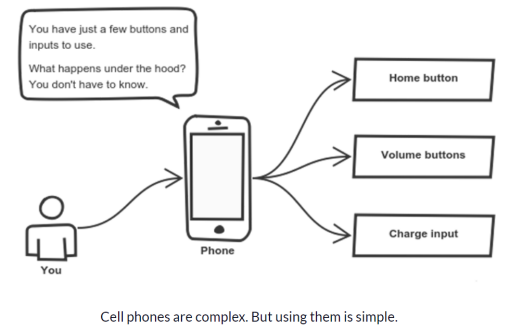 You have just a few buttons and
inputs to use.
What happens under the hood?
You don't have to know.
Home button
Volume buttons
Charge input
Phone
You
Cell phones are complex. But using them is simple.